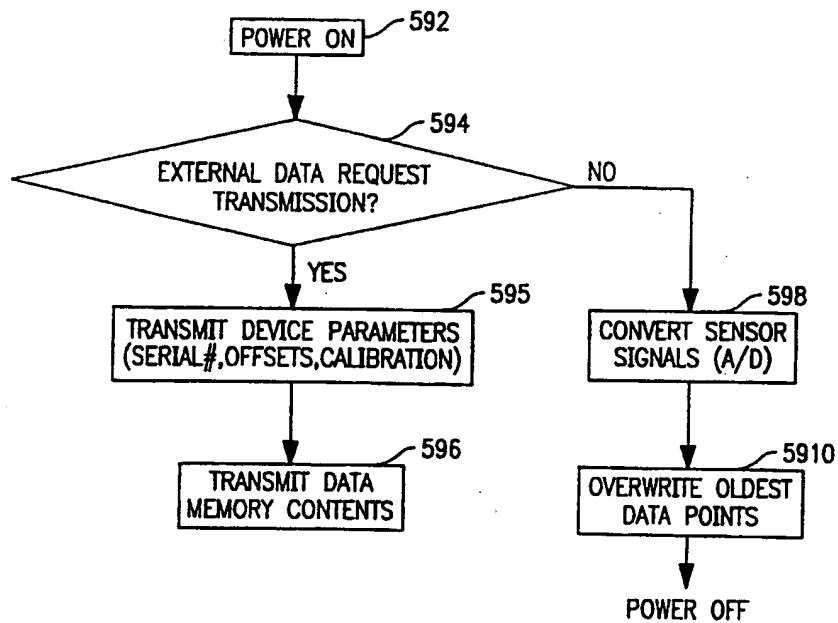 POWER ON
592
594
EXTERNAL DATA REQUEST
TRANSMISSION?
NO
YES
595
TRANSMIT DEVICE PARAMETERS
(SERIAL#,OFFSETS,CALIBRATION)
598
CONVERT SENSOR
SIGNALS (A/D)
596
TRANSMIT DATA
MEMORY CONTENTS
5910
OVERWRITE OLDEST
DATA POINTS
POWER OFF